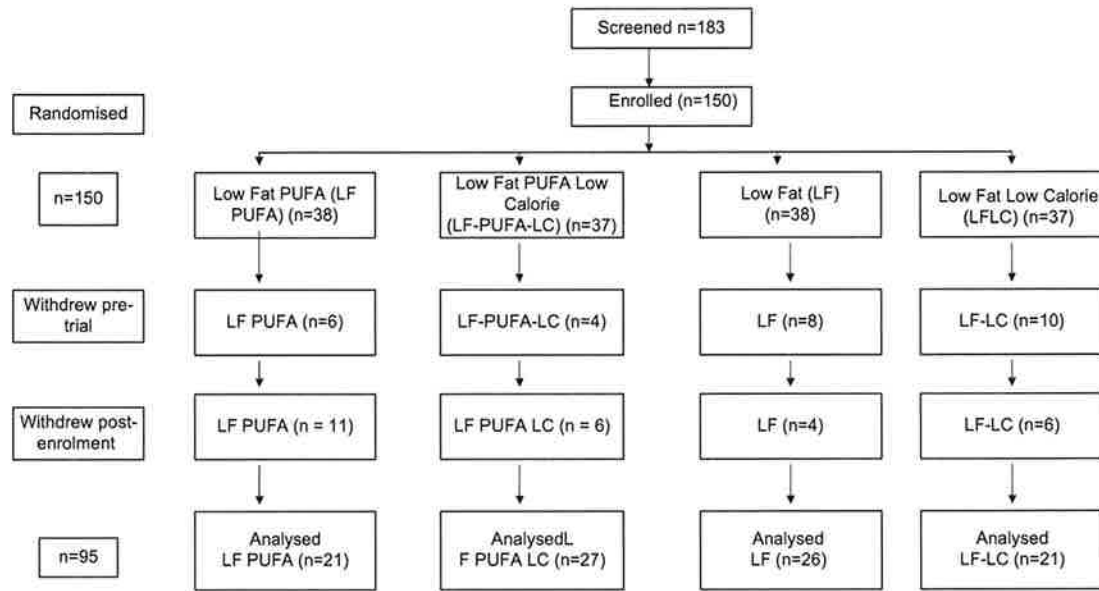 Screened n=183
Enrolled (n=150)
Randomised
n=150
Low Fat PUFA (LF
PUFA) (n=38)
Low Fat PUFA Low
Calorie
(LF-PUFA-LC) (n=37)
Low Fat (LF)
(n=38)
Low Fat Low Calorie
(LFLC) (n=37)
Withdrew pre-
trial
LF PUFA (n=6)
LF-PUFA-LC (n=4)
LF (n=8)
LF-LC (n=10)
Withdrew post-
enrolment
LF PUFA (n = 11)
LF PUFA LC (n = 6)
LF (n=4)
LF-LC (n=6)
n=95
Analysed
LF PUFA (n=21)
AnalysedL
F PUFA LC (n=27)
Analysed
LF (n=26)
Analysed
LF-LC (n=21)